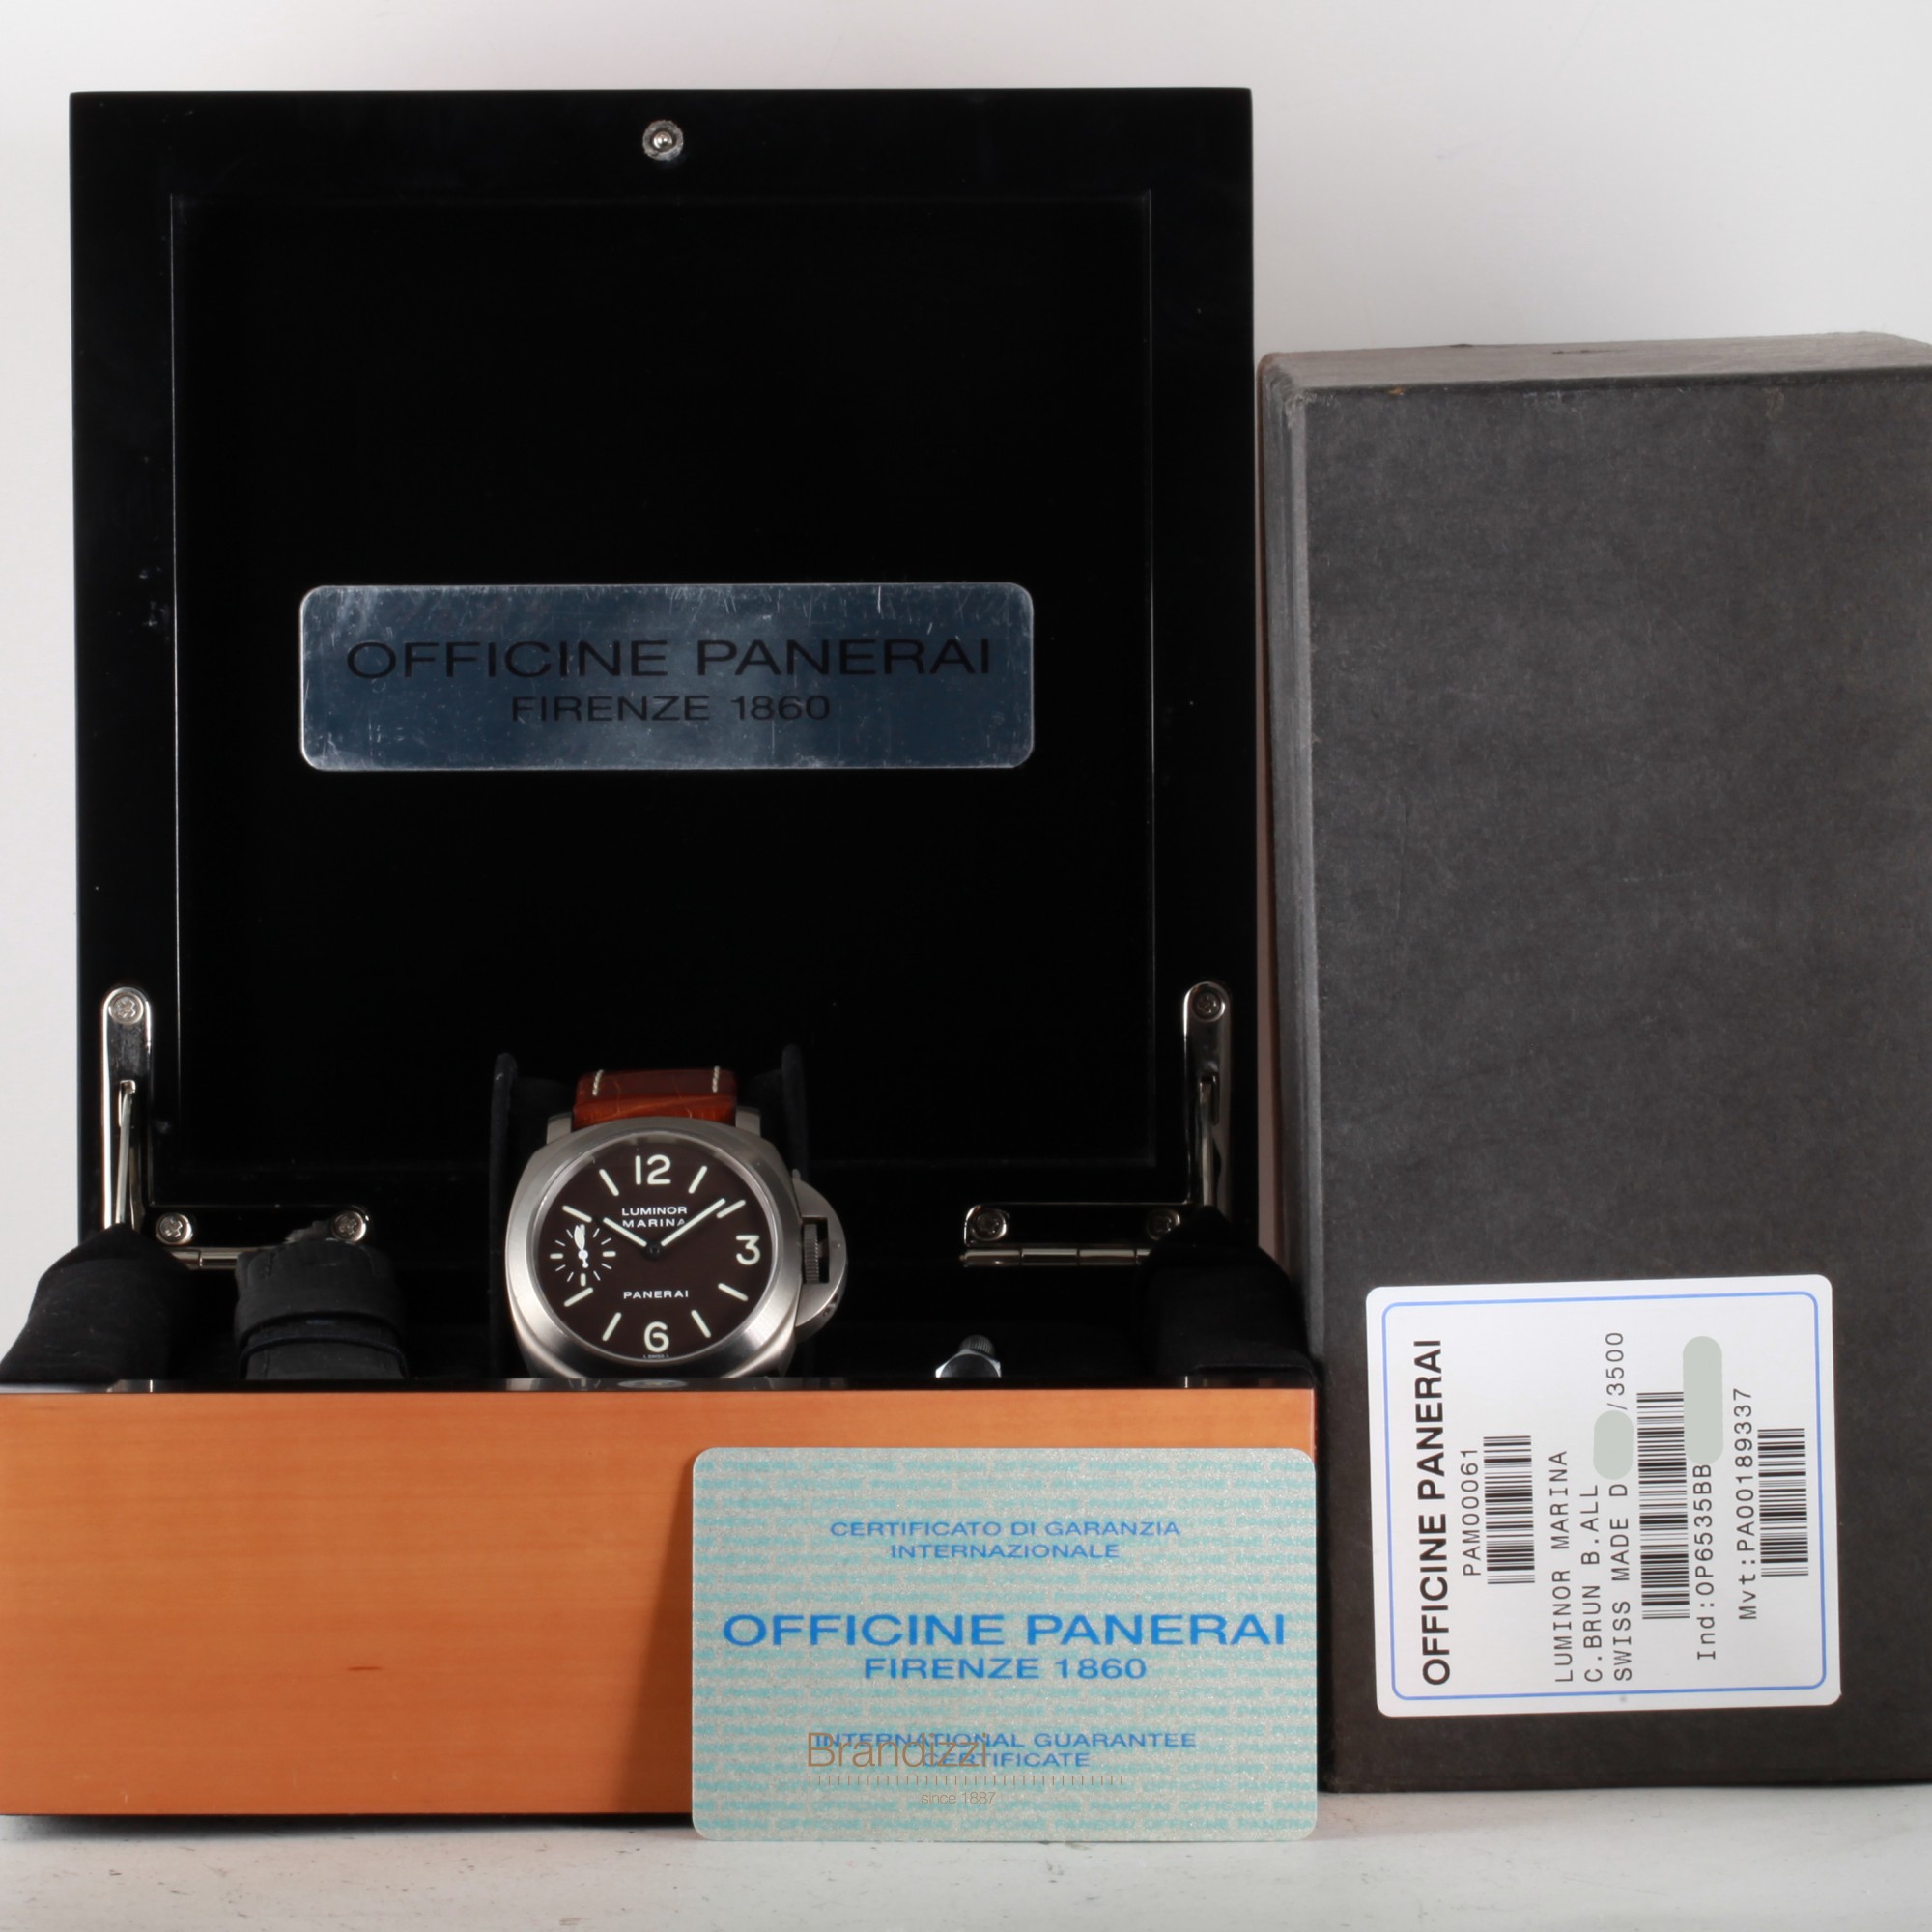 OFFICINE PANERAI
FIRENZE 1860
12
LUMINOR
MARINA
3
PANERAI
6
CERTIFICATO DI GARANZIA
INTERNAZIONALE
OFFICINE PANERAI
FIRENZE 1860
INTERNATIONAL GUARANTEE
CERTIFICATE
Brandizzi
since 1887
OFFICINE PANERAI
PAM00061
LUMINOR MARINA
C.BRUN B.ALL
SWISS MADE D /3500
Ind:OP6535BB
Mvt:PA00189337